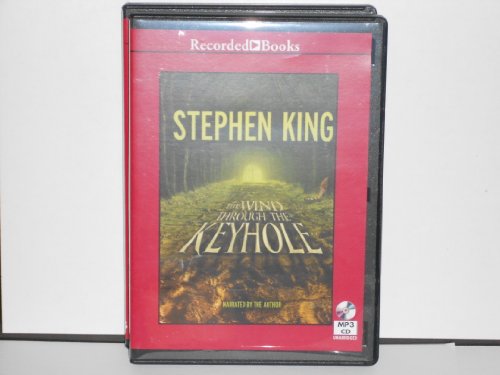 Recorded Books
STEPHEN KING
THE WIND
THROUGH THE
KEYHOLE
NARRATED BY THE AUTHOR
MP3
CD
UNABRIDGED